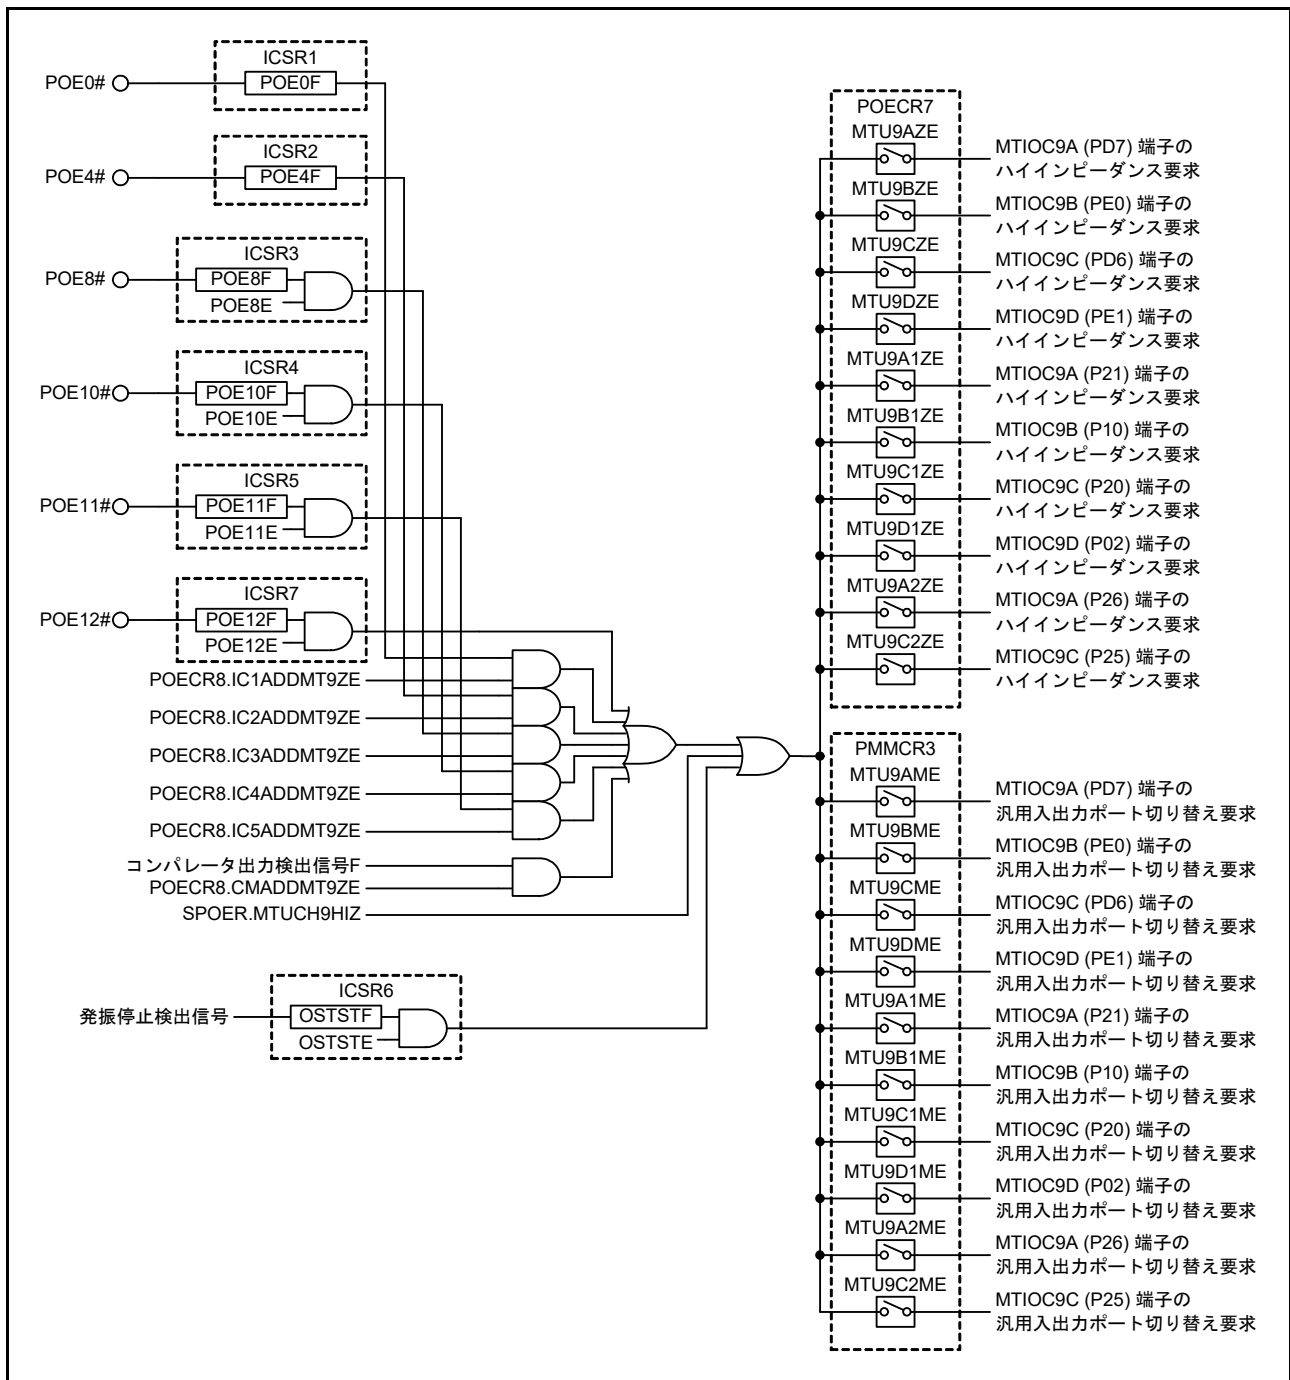 ICSR1
POE0#
POE0F
ICSR2
POE4#
POE4F
ICSR3
POE8#
POE8F
POE8E
ICSR4
POE10#
POE10F
POE10E
ICSR5
POE11#
POE11F
POE11E
ICSR7
POE12#
POE12F
POE12E
POECR8.IC1ADDMT9ZE
POECR8.IC2ADDMT9ZE
POECR8.IC3ADDMT9ZE
POECR8.IC4ADDMT9ZE
POECR8.IC5ADDMT9ZE
コンパレータ出力検出信号F
POECR8.CMADDMT9ZE
SPOER.MTUCH9HIZ
ICSR6
発振停止検出信号
OSTSTF
OSTSTE
POECR7
MTU9AZE
MTIOC9A (PD7) 端子の
ハイインピーダンス要求
MTU9BZE
MTIOC9B (PE0) 端子の
ハイインピーダンス要求
MTU9CZE
MTIOC9C (PD6) 端子の
ハイインピーダンス要求
MTU9DZE
MTIOC9D (PE1) 端子の
ハイインピーダンス要求
MTU9A1ZE
MTIOC9A (P21) 端子の
ハイインピーダンス要求
MTU9B1ZE
MTIOC9B (P10) 端子の
ハイインピーダンス要求
MTU9C1ZE
MTIOC9C (P20) 端子の
ハイインピーダンス要求
MTU9D1ZE
MTIOC9D (P02) 端子の
ハイインピーダンス要求
MTU9A2ZE
MTIOC9A (P26) 端子の
ハイインピーダンス要求
MTU9C2ZE
MTIOC9C (P25) 端子の
ハイインピーダンス要求
PMMCR3
MTU9AME
MTIOC9A (PD7) 端子の
汎用入出力ポート切り替え要求
MTU9BME
MTIOC9B (PE0) 端子の
汎用入出力ポート切り替え要求
MTU9CME
MTIOC9C (PD6) 端子の
汎用入出力ポート切り替え要求
MTU9DME
MTIOC9D (PE1) 端子の
汎用入出力ポート切り替え要求
MTU9A1ME
MTIOC9A (P21) 端子の
汎用入出力ポート切り替え要求
MTU9B1ME
MTIOC9B (P10) 端子の
汎用入出力ポート切り替え要求
MTU9C1ME
MTIOC9C (P20) 端子の
汎用入出力ポート切り替え要求
MTU9D1ME
MTIOC9D (P02) 端子の
汎用入出力ポート切り替え要求
MTU9A2ME
MTIOC9A (P26) 端子の
汎用入出力ポート切り替え要求
MTU9C2ME
MTIOC9C (P25) 端子の
汎用入出力ポート切り替え要求